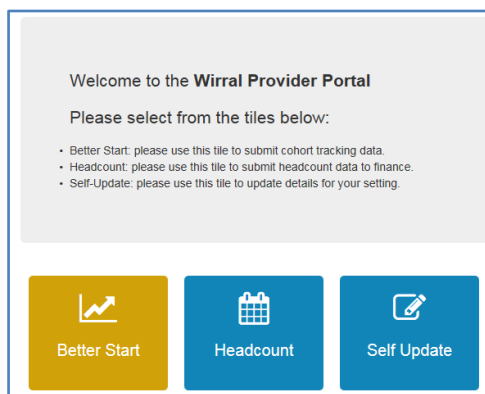 Welcome to the Wirral Provider Portal
Please select from the tiles below:
• Better Start: please use this tile to submit cohort tracking data.
• Headcount: please use this tile to submit headcount data to finance.
• Self-Update: please use this tile to update details for your setting.
Better Start
Headcount
Self Update